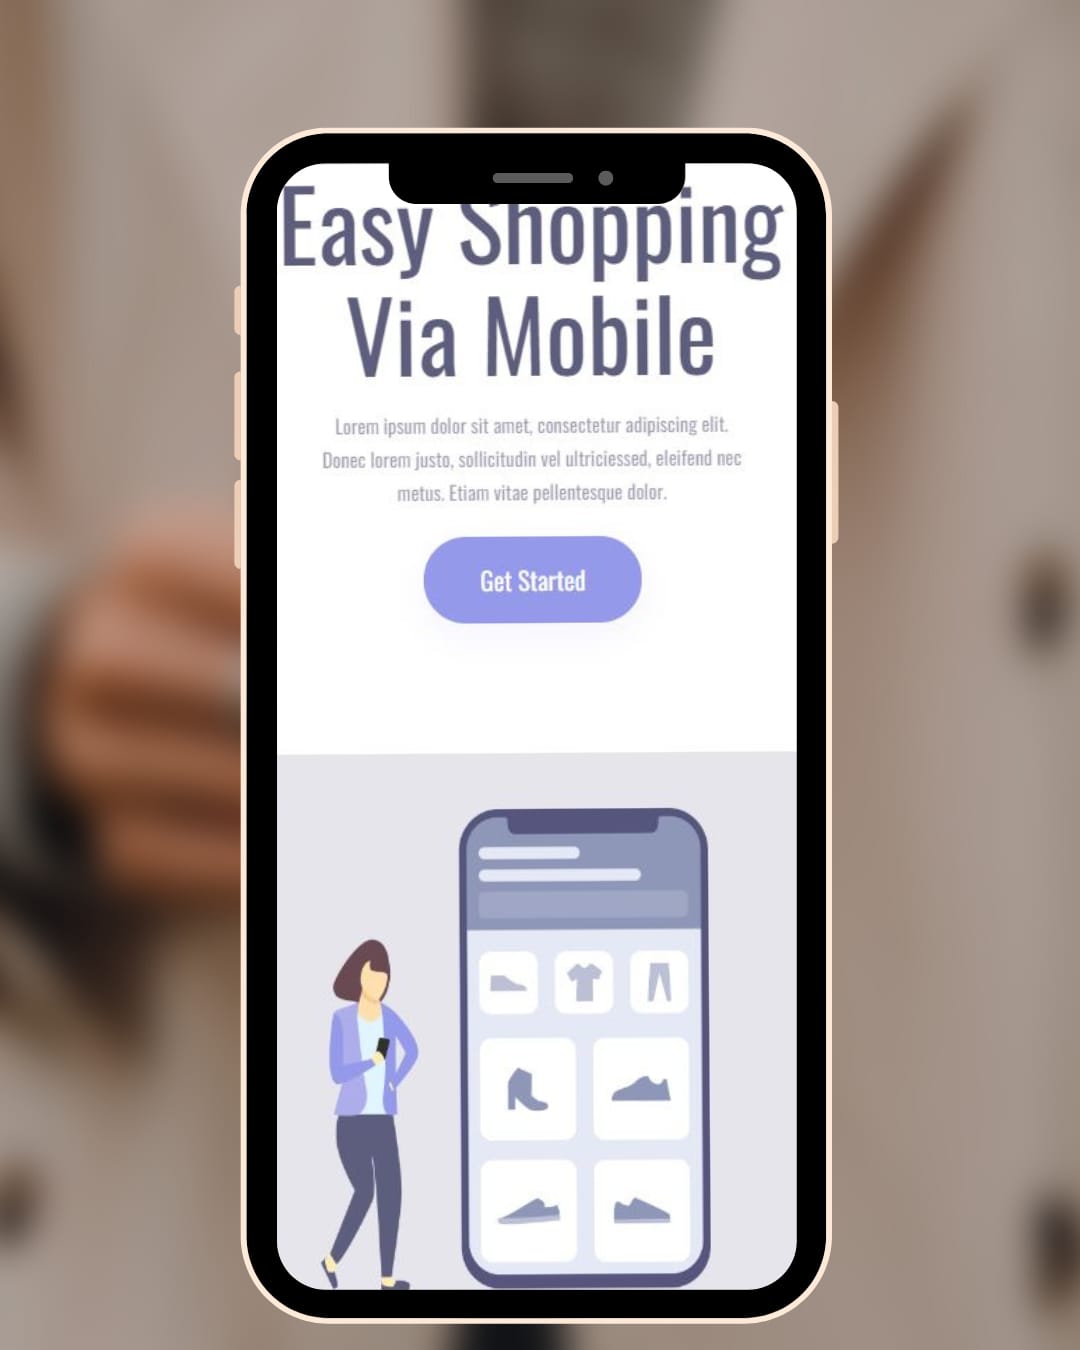 Easy Shopping
Via Mobile
Lorem ipsum dolor sit amet, consectetur adipiscing elit.
Donec lorem justo, sollicitudin vel ultriciessed, eleifend nec
metus. Etiam vitae pellentesque dolor.
Get Started